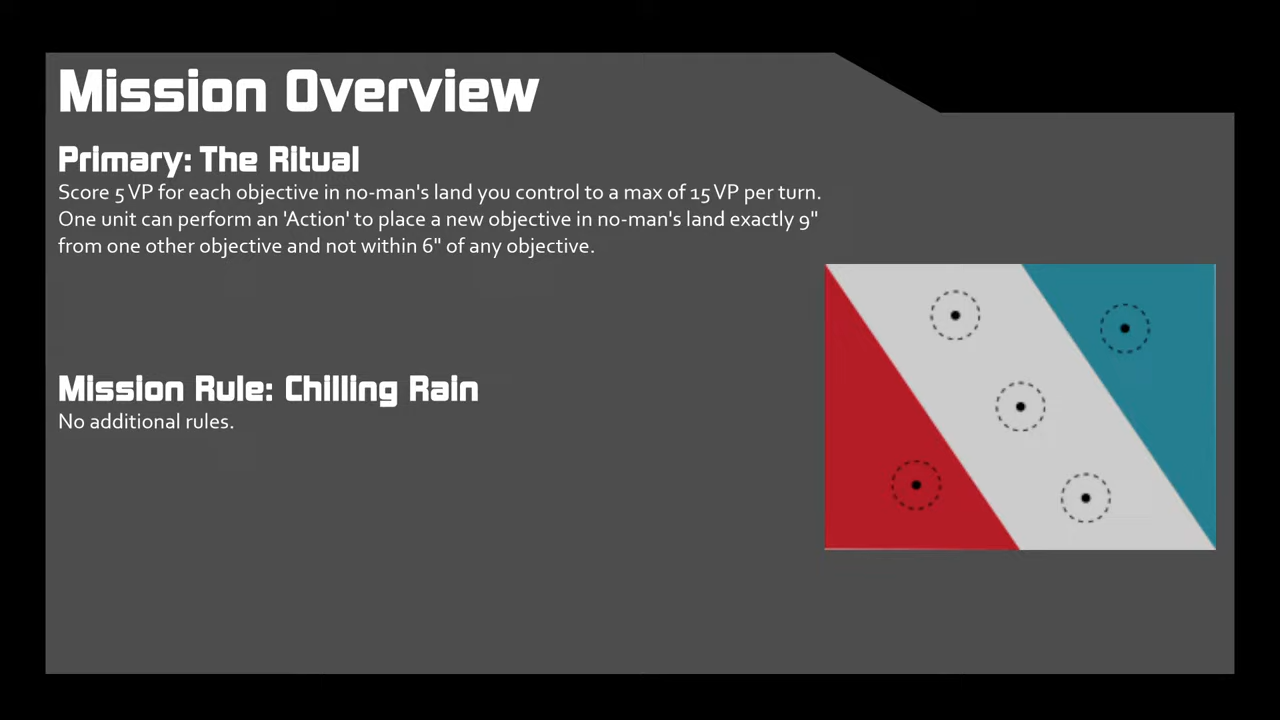 Mission Overview
Primary: The Ritual
Score 5 VP for each objective in no-man's land you control to a max of 15 VP per turn.
One unit can perform an 'Action' to place a new objective in no-man's land exactly 9"
from one other objective and not within 6" of any objective.
Mission Rule: Chilling Rain
No additional rules.